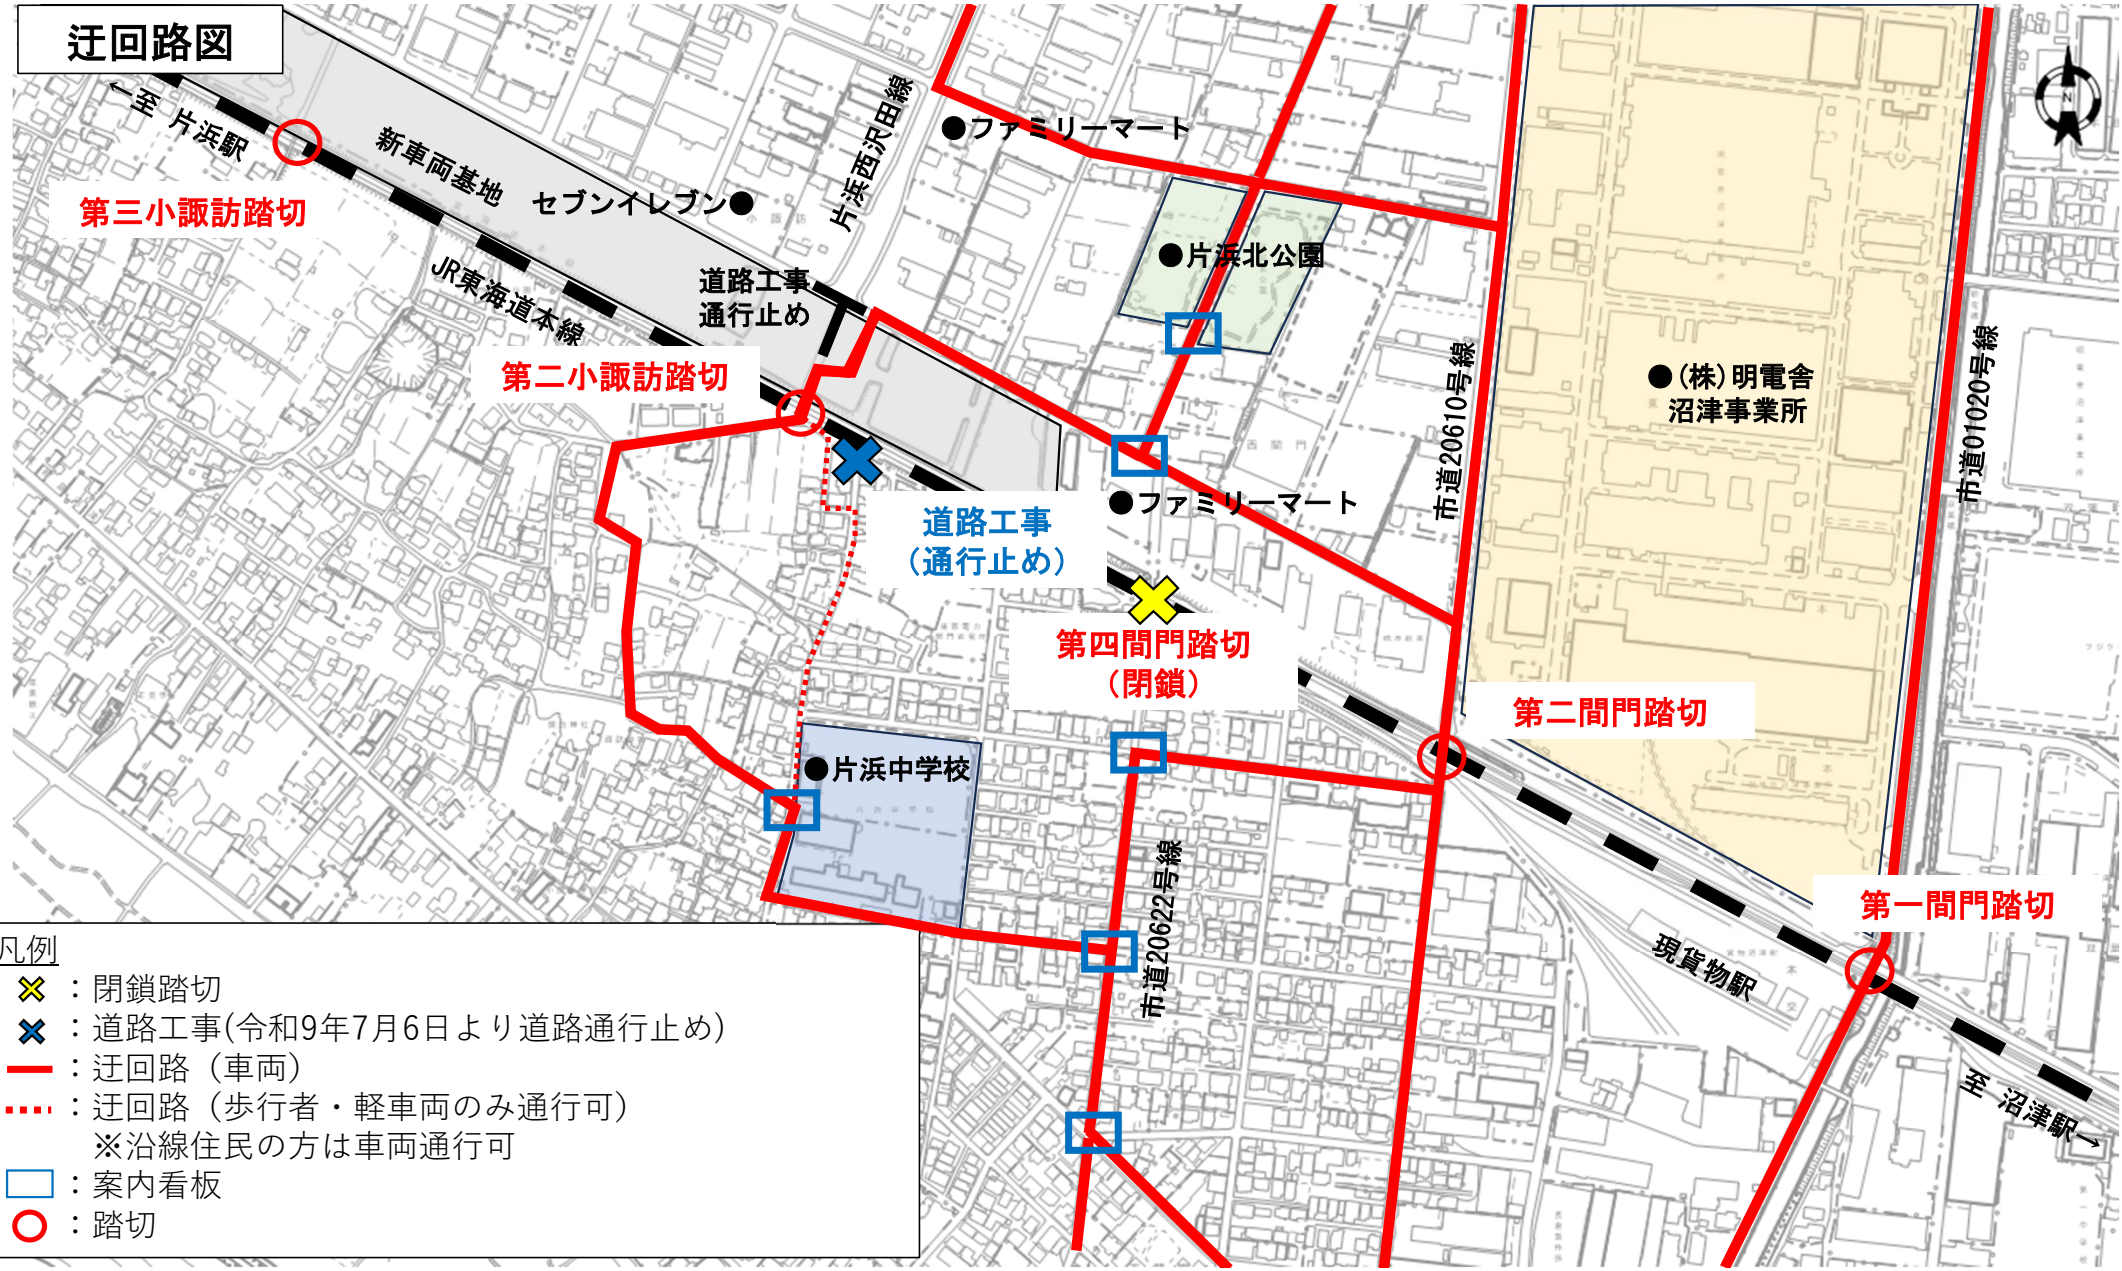 迂回路図
←至 片浜駅
第三小諏訪踏切
新車両基地
セブンイレブン●
片浜西沢田線
●ファミリーマート
JR東海道本線
道路工事
通行止め
第二小諏訪踏切
●片浜北公園
●ファミリーマート
道路工事
（通行止め）
第四間門踏切
（閉鎖）
市道20610号線
●(株)明電舎
沼津事業所
市道01020号線
第二間門踏切
●片浜中学校
市道20622号線
第一間門踏切
現貨物駅
至 沼津駅→
N
西間門
凡例
：閉鎖踏切
：道路工事(令和9年7月6日より道路通行止め)
：迂回路（車両）
：迂回路（歩行者・軽車両のみ通行可）
※沿線住民の方は車両通行可
：案内看板
：踏切